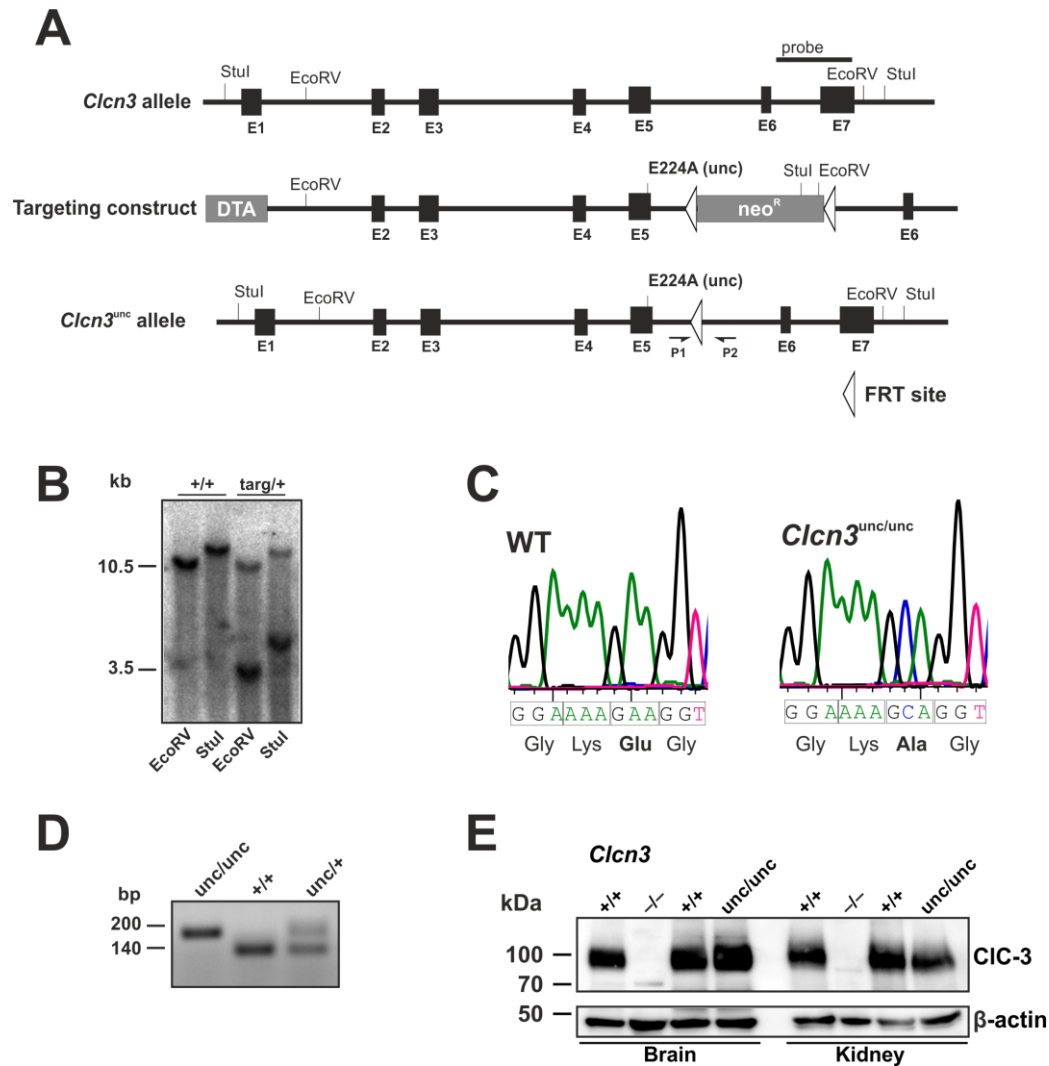 A
probe
StuI EcoRV EcoRV StuI
Clcn3 allele
E1 E2 E3 E4 E5 E6 E7
E224A (unc)
EcoRV StuI EcoRV
Targeting construct DTA neoR
E2 E3 E4 E5 E6
E224A (unc)
StuI EcoRV EcoRV StuI
Clcn3unc allele
E1 E2 E3 E4 E5 E6 E7
P1 P2
FRT site
B
kb +/+ targ/+
10.5
3.5
EcoRV StuI EcoRV StuI
C
WT Clcn3unc/unc
G G A A A A G A A G G T
Gly Lys Glu Gly
G G A A A A G C A G G T
Gly Lys Ala Gly
D
bp unc/unc +/+ unc/+
200
140
E
Clcn3
kDa +/+ –/– +/+ unc/unc +/+ –/– +/+ unc/unc
100 ClC-3
70
50 β-actin
Brain Kidney